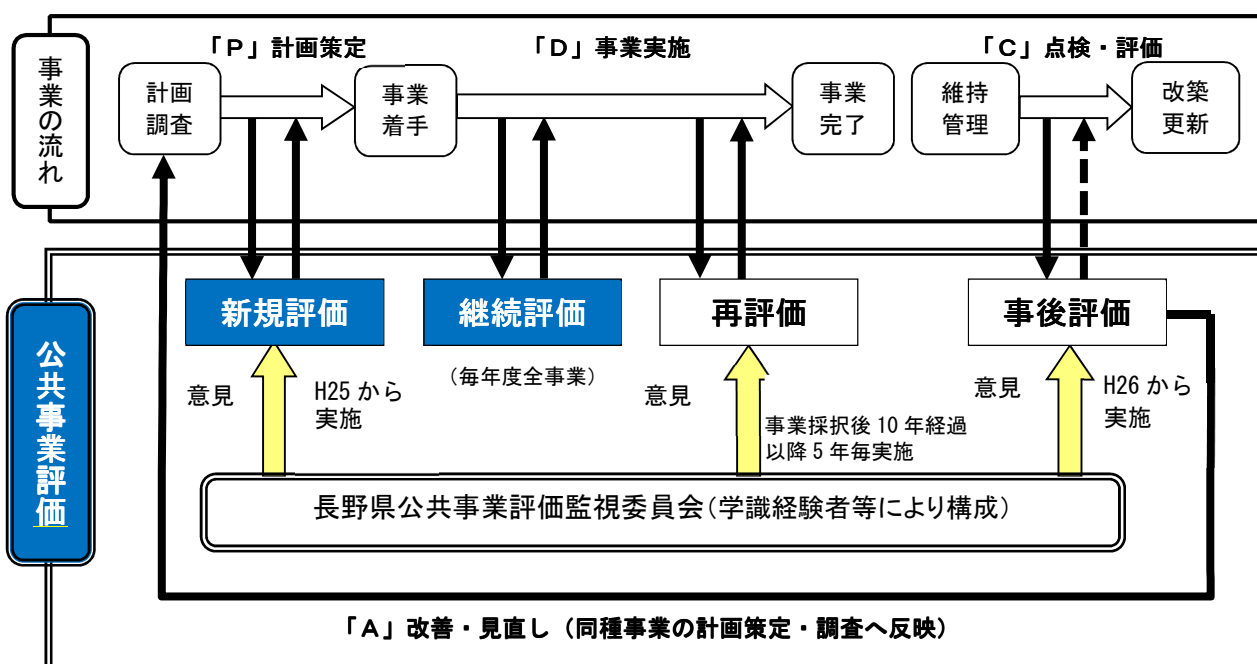 事業の流れ
「P」計画策定
「D」事業実施
「C」点検・評価
計画
調査
事業
着手
事業
完了
維持
管理
改築
更新
公共事業評価
新規評価
継続評価
再評価
事後評価
意見
H25 から
実施
（毎年度全事業）
意見
事業採択後 10 年経過
以降 5 年毎実施
意見
H26 から
実施
長野県公共事業評価監視委員会（学識経験者等により構成）
「A」改善・見直し（同種事業の計画策定・調査へ反映）